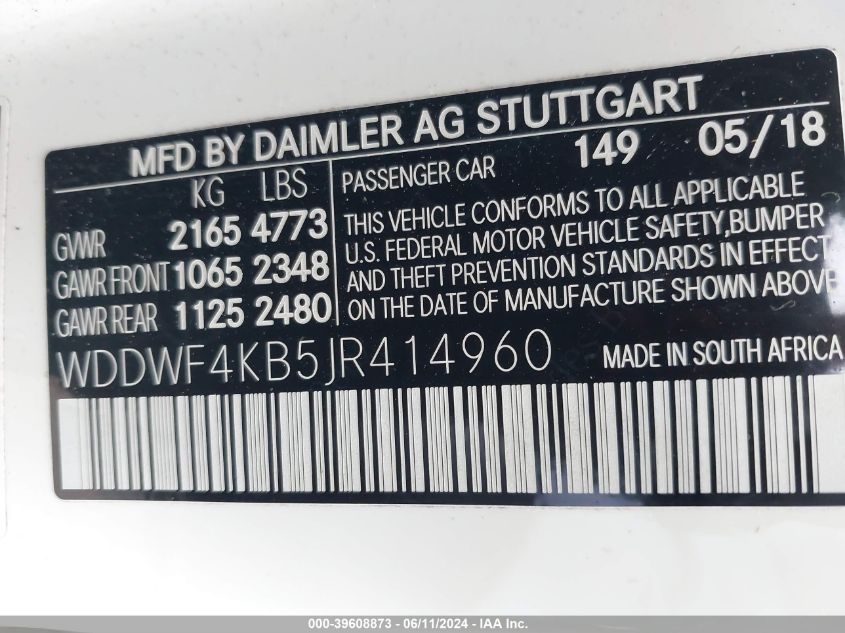 MFD BY DAIMLER AG STUTTGART
KG LBS
GVWR 2165 4773
GAWR FRONT 1065 2348
GAWR REAR 1125 2480
PASSENGER CAR 149 05/18
THIS VEHICLE CONFORMS TO ALL APPLICABLE
U.S. FEDERAL MOTOR VEHICLE SAFETY,BUMPER
AND THEFT PREVENTION STANDARDS IN EFFECT
ON THE DATE OF MANUFACTURE SHOWN ABOVE
WDDWF4KB5JR414960 MADE IN SOUTH AFRICA
000-39608873 - 06/11/2024 - IAA Inc.